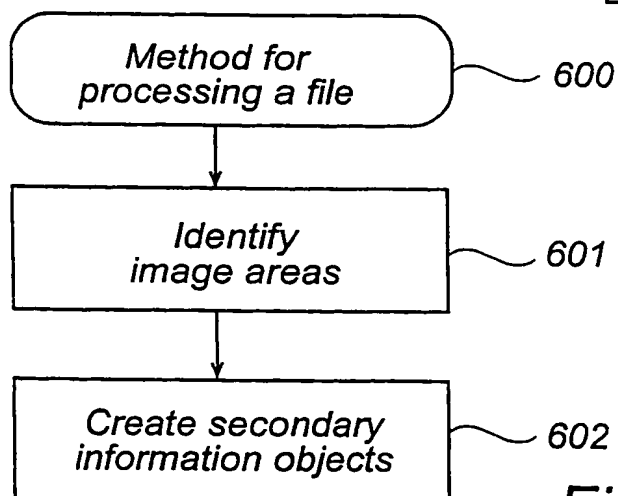 Method for
processing a file
600
Identify
image areas
601
Create secondary
information objects
602